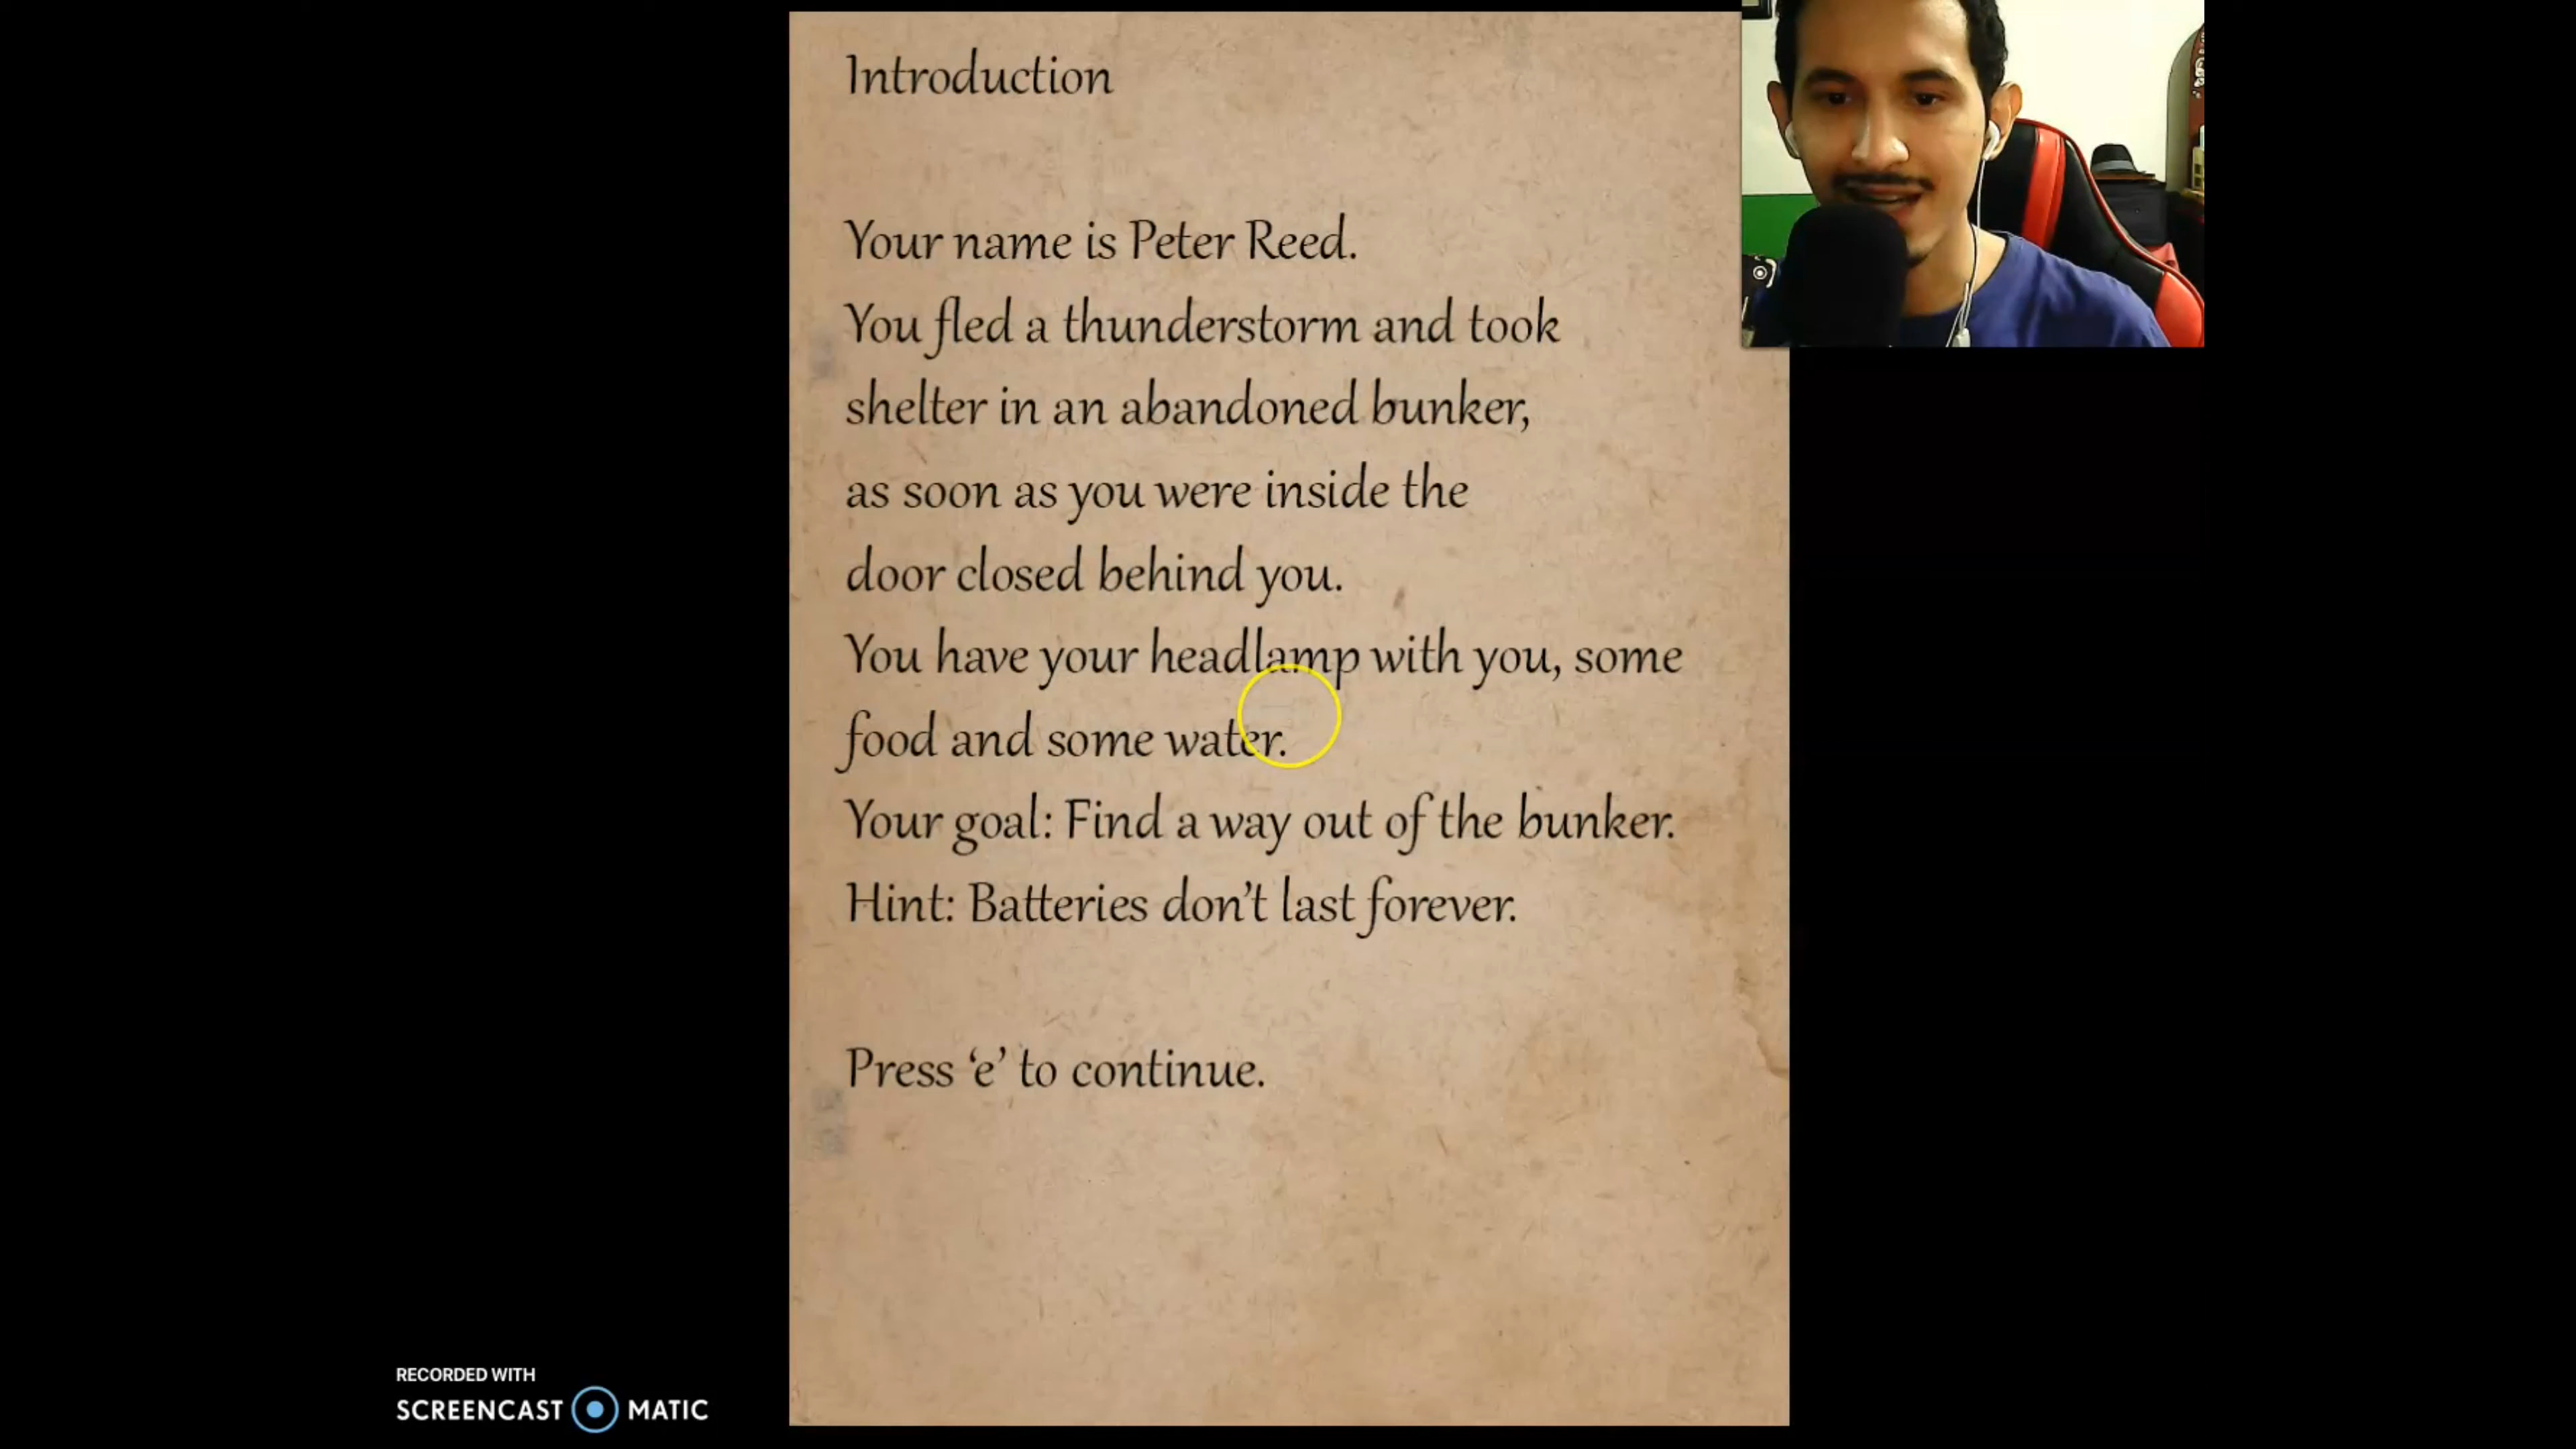 Introduction
Your name is Peter Reed.
You fled a thunderstorm and took
shelter in an abandoned bunker,
as soon as you were inside the
door closed behind you.
You have your headlamp with you, some
food and some water.
Your goal: Find a way out of the bunker.
Hint: Batteries don't last forever.
Press ‘e’ to continue.
RECORDED WITH
SCREENCAST MATIC